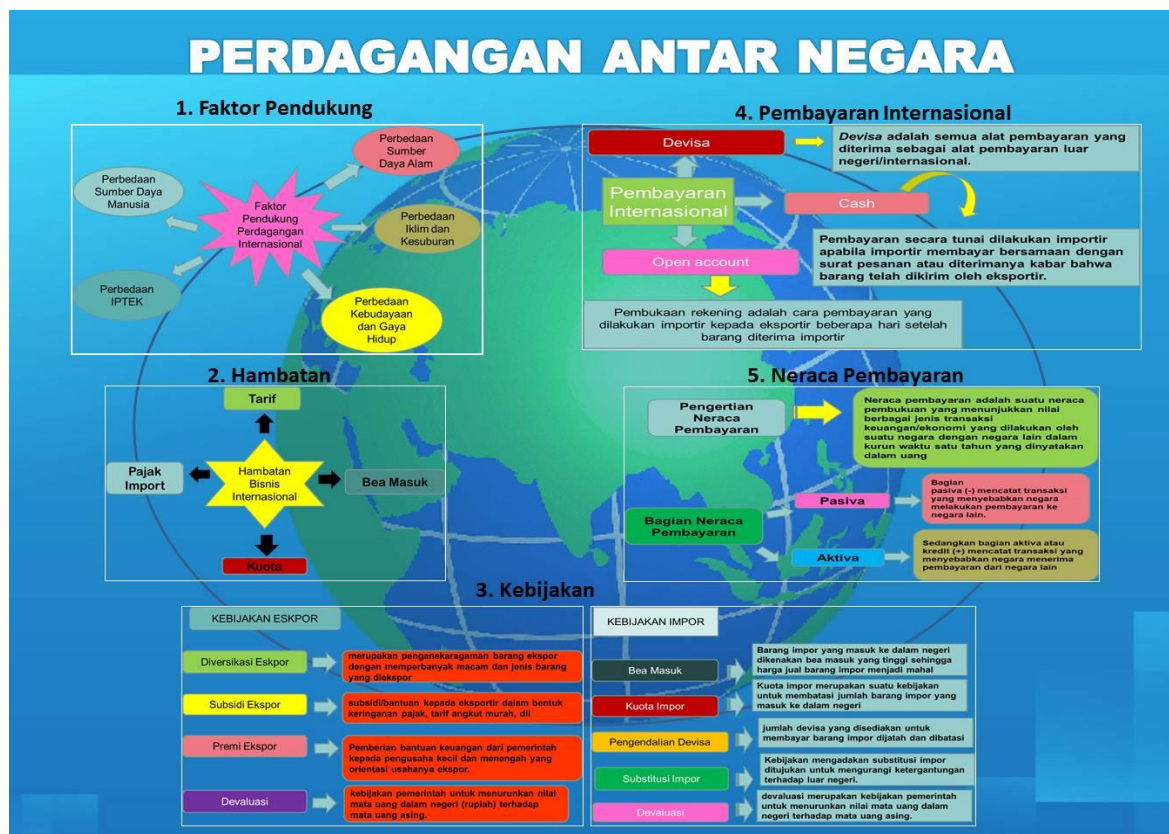 PERDAGANGAN ANTAR NEGARA
1. Faktor Pendukung
Perbedaan
Sumber
Daya Alam
Perbedaan
Sumber Daya
Manusia
Faktor
Pendukung
Perdagangan
Internasional
Perbedaan
Iklim dan
Kesuburan
Perbedaan
IPTEK
Perbedaan
Kebudayaan
dan Gaya
Hidup
2. Hambatan
Tarif
Pajak
Import
Hambatan
Bisnis
Internasional
Bea Masuk
Kuota
3. Kebijakan
KEBIJAKAN ESKPOR
Diversikasi Eskpor
merupakan penganekaragaman barang ekspor
dengan memperbanyak macam dan jenis barang
yang diekspor
Subsidi Ekspor
subsidi/bantuan kepada eksportir dalam bentuk
keringanan pajak, tarif angkut murah, dll
Premi Ekspor
Pemberian bantuan keuangan dari pemerintah
kepada pengusaha kecil dan menengah yang
orientasi usahanya ekspor.
Devaluasi
kebijakan pemerintah untuk menurunkan nilai
mata uang dalam negeri (rupiah) terhadap
mata uang asing.
KEBIJAKAN IMPOR
Bea Masuk
Barang impor yang masuk ke dalam negeri
dikenakan bea masuk yang tinggi sehingga
harga jual barang impor menjadi mahal
Kuota Impor
Kuota impor merupakan suatu kebijakan
untuk membatasi jumlah barang impor yang
masuk ke dalam negeri
Pengendalian Devisa
jumlah devisa yang disediakan untuk
membayar barang impor dijatah dan dibatasi
Substitusi Impor
Kebijakan mengadakan substitusi impor
ditujukan untuk mengurangi ketergantungan
terhadap luar negeri.
Devaluasi
devaluasi merupakan kebijakan pemerintah
untuk menurunkan nilai mata uang dalam
negeri terhadap mata uang asing.
4. Pembayaran Internasional
Devisa
Devisa adalah semua alat pembayaran yang
diterima sebagai alat pembayaran luar
negeri/internasional.
Pembayaran
Internasional
Cash
Pembayaran secara tunai dilakukan importir
apabila importir membayar bersamaan dengan
surat pesanan atau diterimanya kabar bahwa
barang telah dikirim oleh eksportir.
Open account
Pembukaan rekening adalah cara pembayaran yang
dilakukan importir kepada eksportir beberapa hari setelah
barang diterima importir
5. Neraca Pembayaran
Pengertian
Neraca
Pembayaran
Neraca pembayaran adalah suatu neraca
pembukuan yang menunjukkan nilai
berbagai jenis transaksi
keuangan/ekonomi yang dilakukan oleh
suatu negara dengan negara lain dalam
kurun waktu satu tahun yang dinyatakan
dalam uang
Bagian Neraca
Pembayaran
Pasiva
Bagian
pasiva (-) mencatat transaksi
yang menyebabkan negara
melakukan pembayaran ke
negara lain.
Aktiva
Sedangkan bagian aktiva atau
kredit (+) mencatat transaksi yang
menyebabkan negara menerima
pembayaran dari negara lain